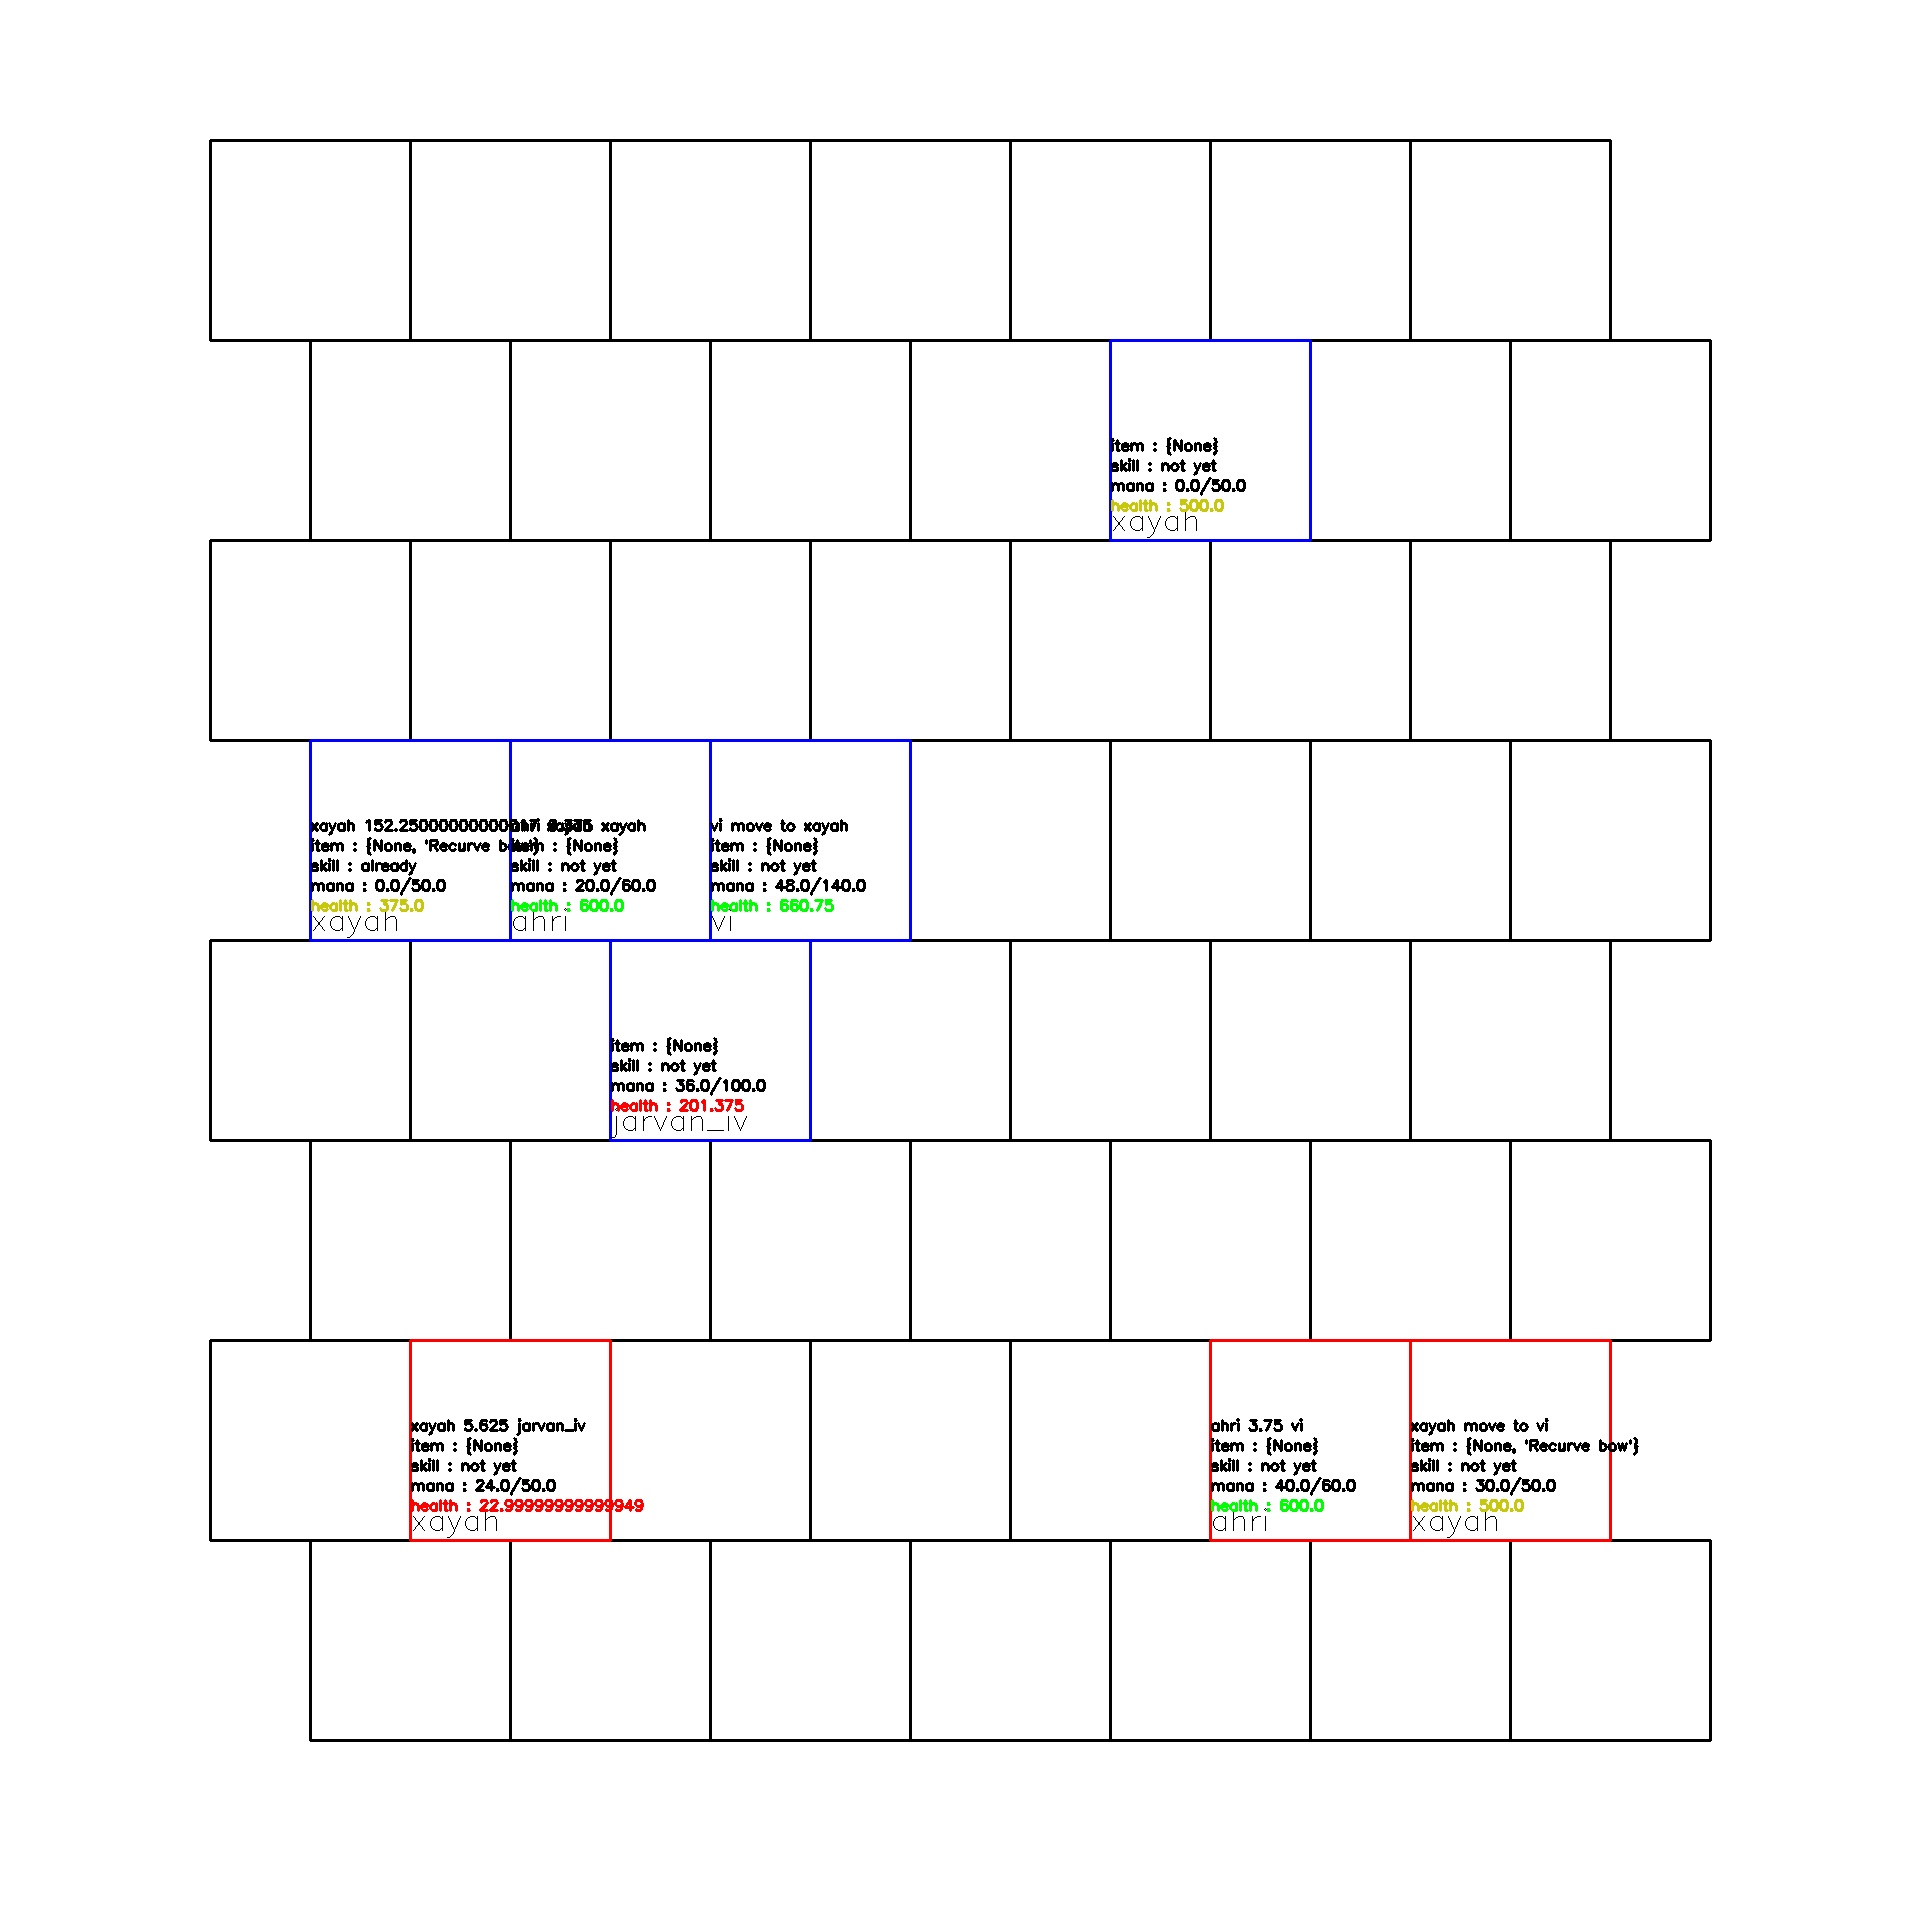 item : {None}
skill : not yet
mana : 0.0/50.0
health : 500.0
xayah
xayah 152.25000000000017 xayah
item : {None, 'Recurve bow'}
skill : already
mana : 0.0/50.0
health : 375.0
xayah
ahri xayah
item : {None}
skill : not yet
mana : 20.0/60.0
health : 600.0
ahri
vi move to xayah
item : {None}
skill : not yet
mana : 48.0/140.0
health : 660.75
vi
item : {None}
skill : not yet
mana : 36.0/100.0
health : 201.375
jarvan_iv
xayah 5.625 jarvan_iv
item : {None}
skill : not yet
mana : 24.0/50.0
health : 22.99999999999949
xayah
ahri 3.75 vi
item : {None}
skill : not yet
mana : 40.0/60.0
health : 600.0
ahri
xayah move to vi
item : {None, 'Recurve bow'}
skill : not yet
mana : 30.0/50.0
health : 500.0
xayah